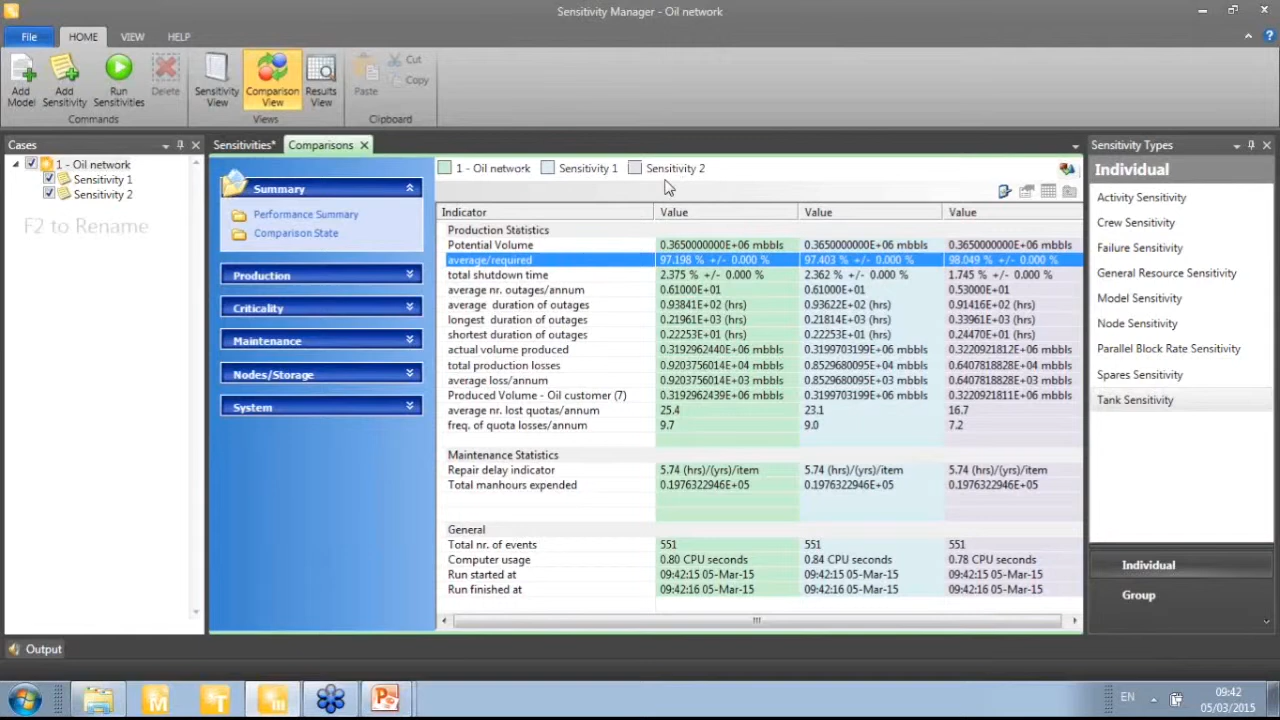 Sensitivity Manager - Oil network
File HOME VIEW HELP
Add Model
Add Sensitivity
Run Sensitivities
Delete
Commands
Sensitivity View
Comparison View
Results View
Views
Paste
Cut
Copy
Clipboard
Cases
1 - Oil network
Sensitivity 1
Sensitivity 2
F2 to Rename
Sensitivities* Comparisons
Summary
Performance Summary
Comparison State
Production
Criticality
Maintenance
Nodes/Storage
System
1 - Oil network Sensitivity 1 Sensitivity 2
Indicator Value Value Value
Production Statistics
Potential Volume 0.3650000000E+06 mbbls 0.3650000000E+06 mbbls 0.3650000000E+06 mbbls
average/required 97.198 % +/- 0.000 % 97.403 % +/- 0.000 % 98.049 % +/- 0.000 %
total shutdown time 2.375 % +/- 0.000 % 2.362 % +/- 0.000 % 1.745 % +/- 0.000 %
average nr. outages/annum 0.61000E+01 0.61000E+01 0.53000E+01
average duration of outages 0.93841E+02 (hrs) 0.93622E+02 (hrs) 0.91416E+02 (hrs)
longest duration of outages 0.21961E+03 (hrs) 0.21814E+03 (hrs) 0.33961E+03 (hrs)
shortest duration of outages 0.22253E+01 (hrs) 0.22253E+01 (hrs) 0.24470E+01 (hrs)
actual volume produced 0.3192962440E+06 mbbls 0.3199703199E+06 mbbls 0.3220921812E+06 mbbls
total production losses 0.9203756014E+04 mbbls 0.8529680095E+04 mbbls 0.6407818828E+04 mbbls
average loss/annum 0.9203756014E+03 mbbls 0.8529680095E+03 mbbls 0.6407818828E+03 mbbls
Produced Volume - Oil customer (7) 0.3192962439E+06 mbbls 0.3199703199E+06 mbbls 0.3220921811E+06 mbbls
average nr. lost quotas/annum 25.4 23.1 16.7
freq. of quota losses/annum 9.7 9.0 7.2
Maintenance Statistics
Repair delay indicator 5.74 (hrs)/(yrs)/item 5.74 (hrs)/(yrs)/item 5.74 (hrs)/(yrs)/item
Total manhours expended 0.1976322946E+05 0.1976322946E+05 0.1976322946E+05
General
Total nr. of events 551 551 551
Computer usage 0.80 CPU seconds 0.84 CPU seconds 0.78 CPU seconds
Run started at 09:42:15 05-Mar-15 09:42:15 05-Mar-15 09:42:15 05-Mar-15
Run finished at 09:42:16 05-Mar-15 09:42:16 05-Mar-15 09:42:16 05-Mar-15
Sensitivity Types
Individual
Activity Sensitivity
Crew Sensitivity
Failure Sensitivity
General Resource Sensitivity
Model Sensitivity
Node Sensitivity
Parallel Block Rate Sensitivity
Spares Sensitivity
Tank Sensitivity
Individual
Group
Output
EN
09:42
05/03/2015